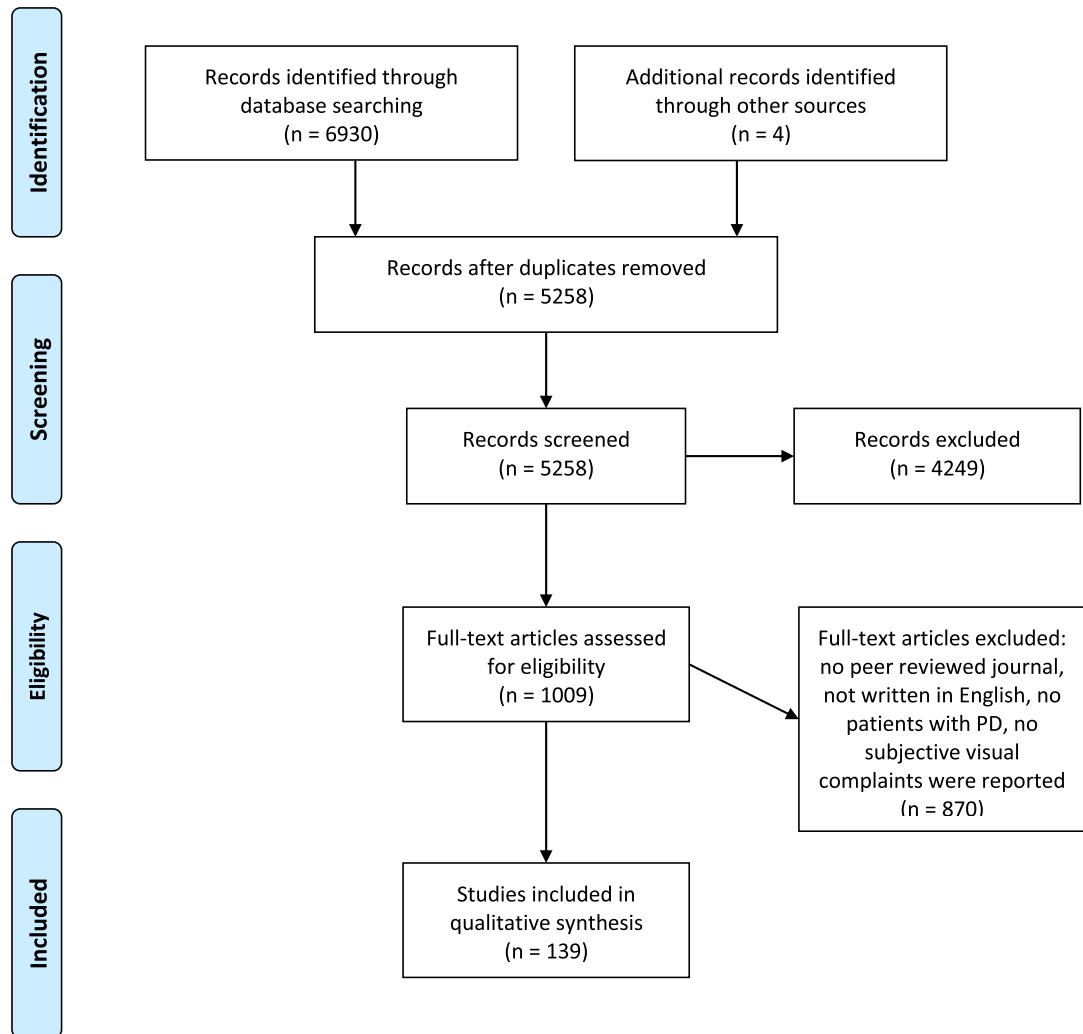 Identification
Records identified through
database searching
(n = 6930)
Additional records identified
through other sources
(n = 4)
Records after duplicates removed
(n = 5258)
Screening
Records screened
(n = 5258)
Records excluded
(n = 4249)
Eligibility
Full-text articles assessed
for eligibility
(n = 1009)
Full-text articles excluded:
no peer reviewed journal,
not written in English, no
patients with PD, no
subjective visual
complaints were reported
(n = 870)
Included
Studies included in
qualitative synthesis
(n = 139)